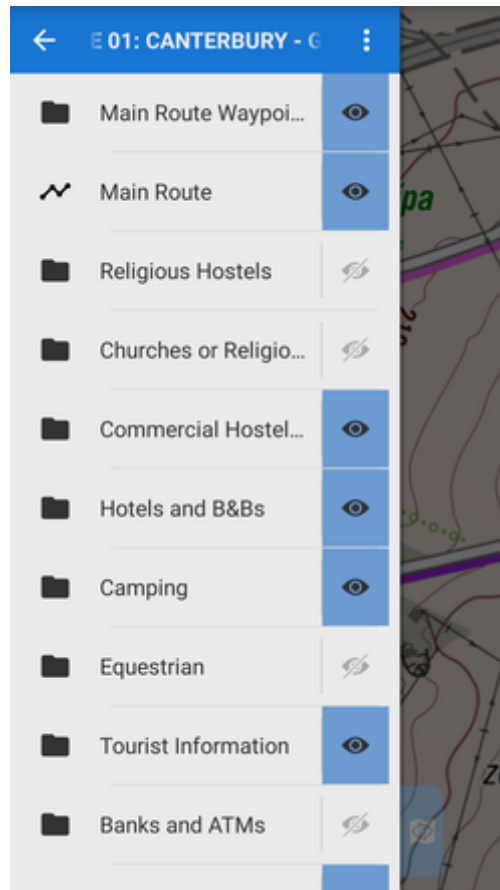 E 01: CANTERBURY - G
Main Route Waypoi...
Main Route
Religious Hostels
Churches or Religio...
Commercial Hostel...
Hotels and B&Bs
Camping
Equestrian
Tourist Information
Banks and ATMs